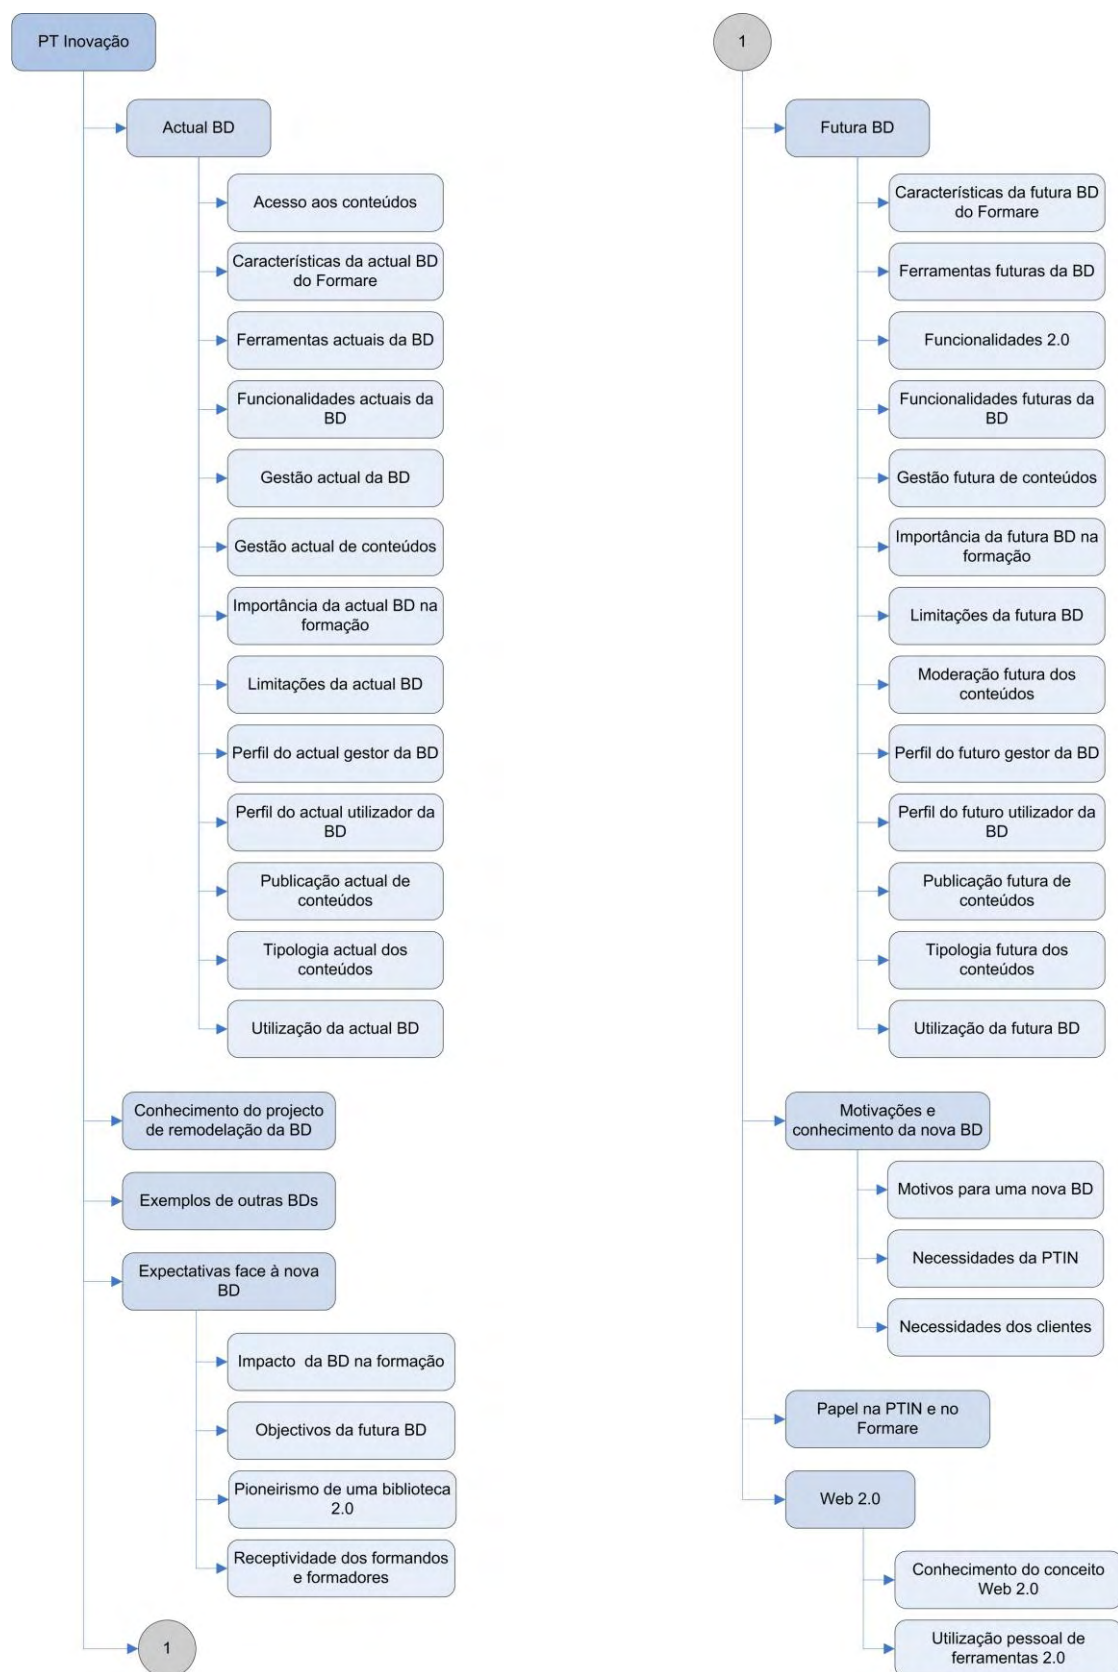 PT Inovação
Actual BD
Acesso aos conteúdos
Características da actual BD
do Formare
Ferramentas actuais da BD
Funcionalidades actuais da
BD
Gestão actual da BD
Gestão actual de conteúdos
Importância da actual BD na
formação
Limitações da actual BD
Perfil do actual gestor da BD
Perfil do actual utilizador da
BD
Publicação actual de
conteúdos
Tipologia actual dos
conteúdos
Utilização da actual BD
Conhecimento do projecto
de remodelação da BD
Exemplos de outras BDs
Expectativas face à nova
BD
Impacto da BD na formação
Objectivos da futura BD
Pioneirismo de uma biblioteca
2.0
Receptividade dos formandos
e formadores
1
1
Futura BD
Características da futura BD
do Formare
Ferramentas futuras da BD
Funcionalidades 2.0
Funcionalidades futuras da
BD
Gestão futura de conteúdos
Importância da futura BD na
formação
Limitações da futura BD
Moderação futura dos
conteúdos
Perfil do futuro gestor da BD
Perfil do futuro utilizador da
BD
Publicação futura de
conteúdos
Tipologia futura dos
conteúdos
Utilização da futura BD
Motivações e
conhecimento da nova BD
Motivos para uma nova BD
Necessidades da PTIN
Necessidades dos clientes
Papel na PTIN e no
Formare
Web 2.0
Conhecimento do conceito
Web 2.0
Utilização pessoal de
ferramentas 2.0